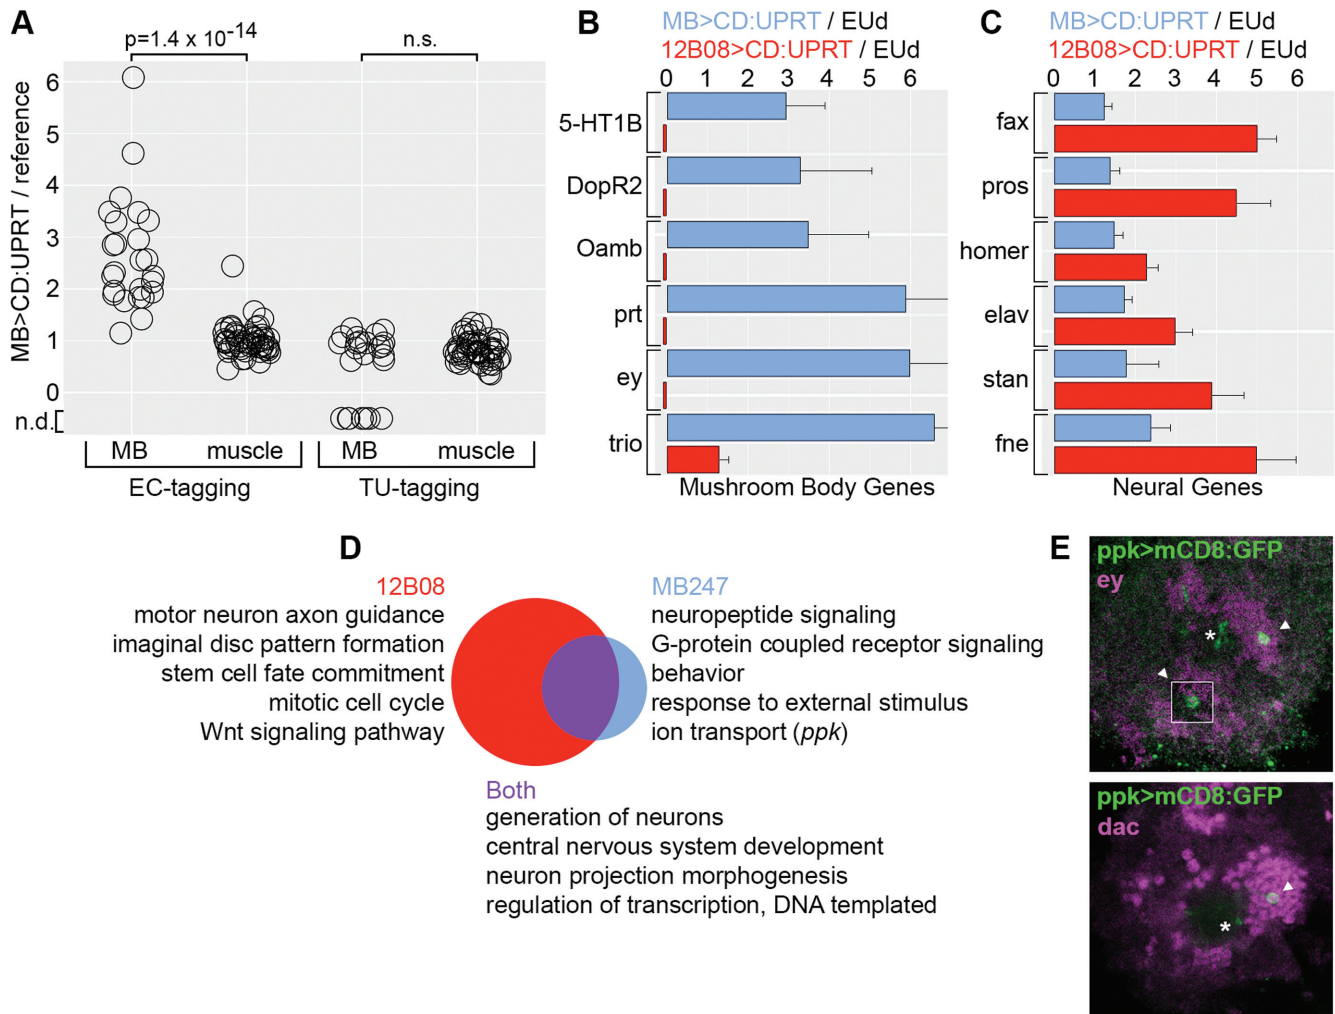 A
p=1.4 x 10-14
n.s.
MB>CD:UPRT / reference
6
5
4
3
2
1
0
n.d.
MB
muscle
MB
muscle
EC-tagging
TU-tagging
B
MB>CD:UPRT / EUd
12B08>CD:UPRT / EUd
0 1 2 3 4 5 6
5-HT1B
DopR2
Oamb
prt
ey
trio
Mushroom Body Genes
C
MB>CD:UPRT / EUd
12B08>CD:UPRT / EUd
0 1 2 3 4 5 6
fax
pros
homer
elav
stan
fne
Neural Genes
D
12B08
motor neuron axon guidance
imaginal disc pattern formation
stem cell fate commitment
mitotic cell cycle
Wnt signaling pathway
MB247
neuropeptide signaling
G-protein coupled receptor signaling
behavior
response to external stimulus
ion transport (ppk)
Both
generation of neurons
central nervous system development
neuron projection morphogenesis
regulation of transcription, DNA templated
E
ppk>mCD8:GFP
ey
*
ppk>mCD8:GFP
dac
*